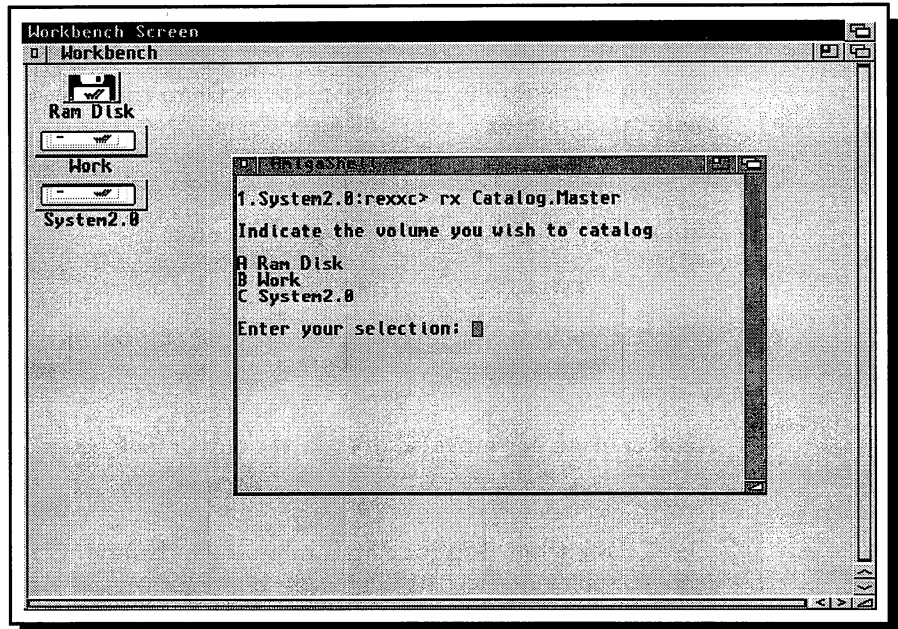 Workbench Screen
Workbench
Ram Disk
Work
System2.0
AmigaShell
1.System2.0:rexxc> rx Catalog.Master
Indicate the volume you wish to catalog
A Ram Disk
B Work
C System2.0
Enter your selection: